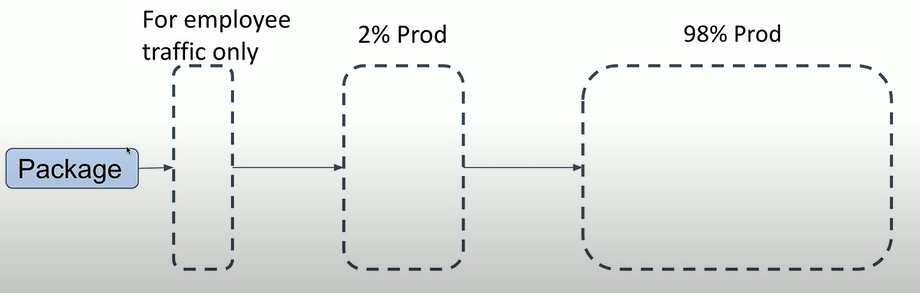 For employee
traffic only
2% Prod
98% Prod
Package